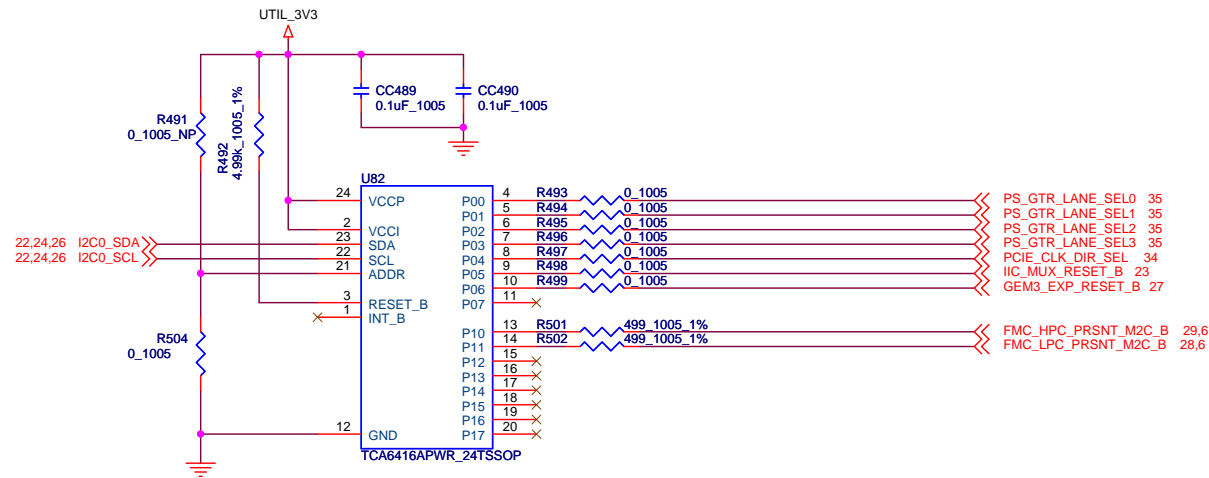 UTIL_3V3
CC489
0.1uF_1005
CC490
0.1uF_1005
R491
0_1005_NP
R492
4.99k_1005_1%
U82
24 VCCP
2 VCCI
22,24,26 I2C0_SDA 23 SDA
22,24,26 I2C0_SCL 22 SCL
21 ADDR
3 RESET_B
1 INT_B
R504
0_1005
12 GND
P00 4 R493 0_1005 PS_GTR_LANE_SEL0 35
P01 5 R494 0_1005 PS_GTR_LANE_SEL1 35
P02 6 R495 0_1005 PS_GTR_LANE_SEL2 35
P03 7 R496 0_1005 PS_GTR_LANE_SEL3 35
P04 8 R497 0_1005 PCIE_CLK_DIR_SEL 34
P05 9 R498 0_1005 IIC_MUX_RESET_B 23
P06 10 R499 0_1005 GEM3_EXP_RESET_B 27
P07 11
P10 13 R501 499_1005_1% FMC_HPC_PRSNT_M2C_B 29,6
P11 14 R502 499_1005_1% FMC_LPC_PRSNT_M2C_B 28,6
P12 15
P13 16
P14 17
P15 18
P16 19
P17 20
TCA6416APWR_24TSSOP